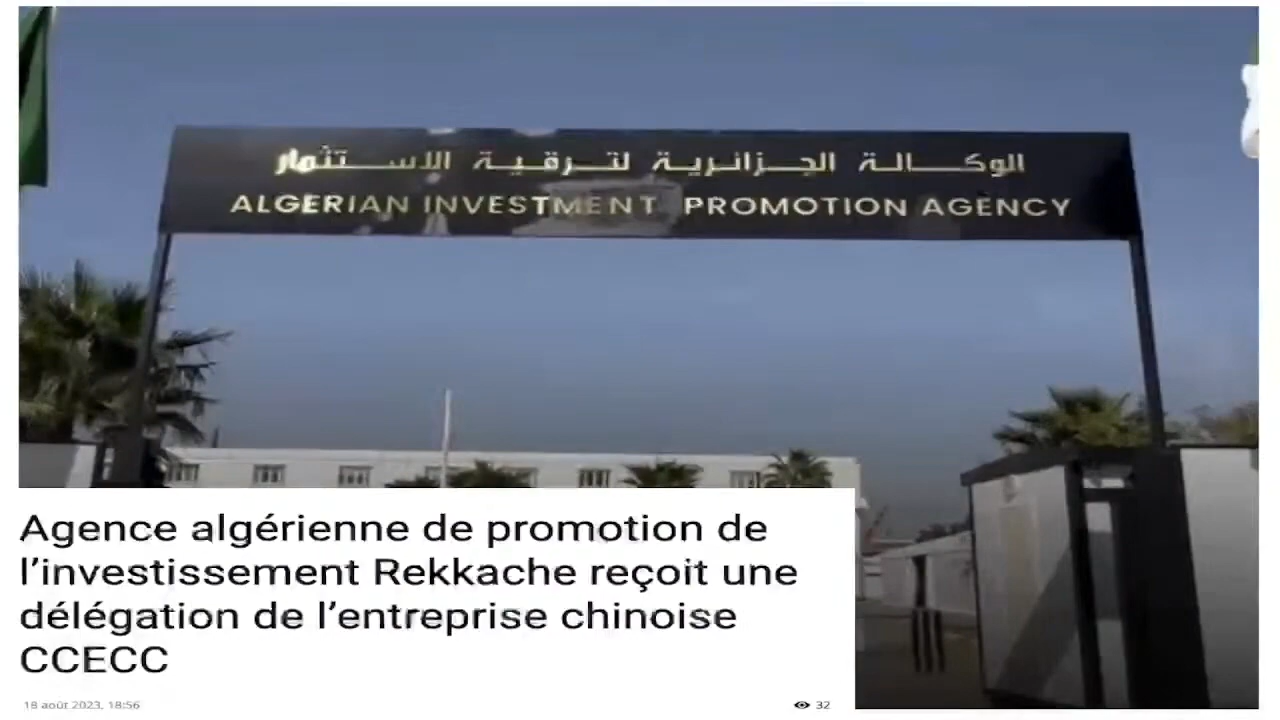 الوكالة الجزائرية لترقية الاستثمار
ALGERIAN INVESTMENT PROMOTION AGENCY
Agence algérienne de promotion de
l’investissement Rekkache reçoit une
délégation de l’entreprise chinoise
CCECC
18 août 2023, 18:56
32